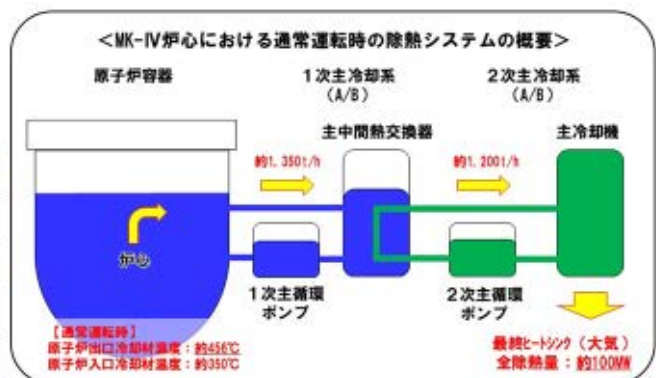 ＜MK-Ⅳ炉心における通常運転時の除熱システムの概要＞
原子炉容器
1次主冷却系
(A/B)
2次主冷却系
(A/B)
主中間熱交換器
主冷却機
約1,350t/h
約1,200t/h
炉心
1次主循環
ポンプ
2次主循環
ポンプ
【通常運転時】
原子炉出口冷却材温度：約456℃
原子炉入口冷却材温度：約350℃
最終ヒートシンク（大気）
全除熱量：約100MW